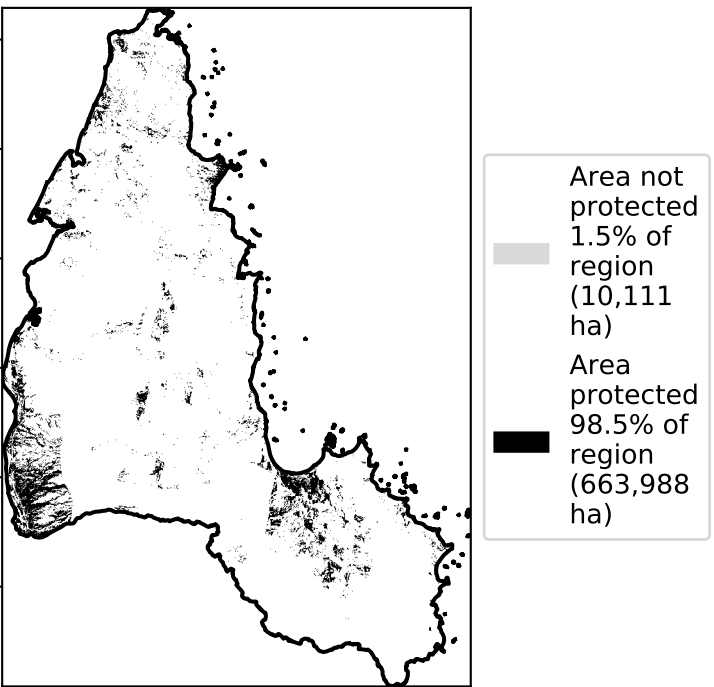 Area not
protected
1.5% of
region
(10,111
ha)
Area
protected
98.5% of
region
(663,988
ha)